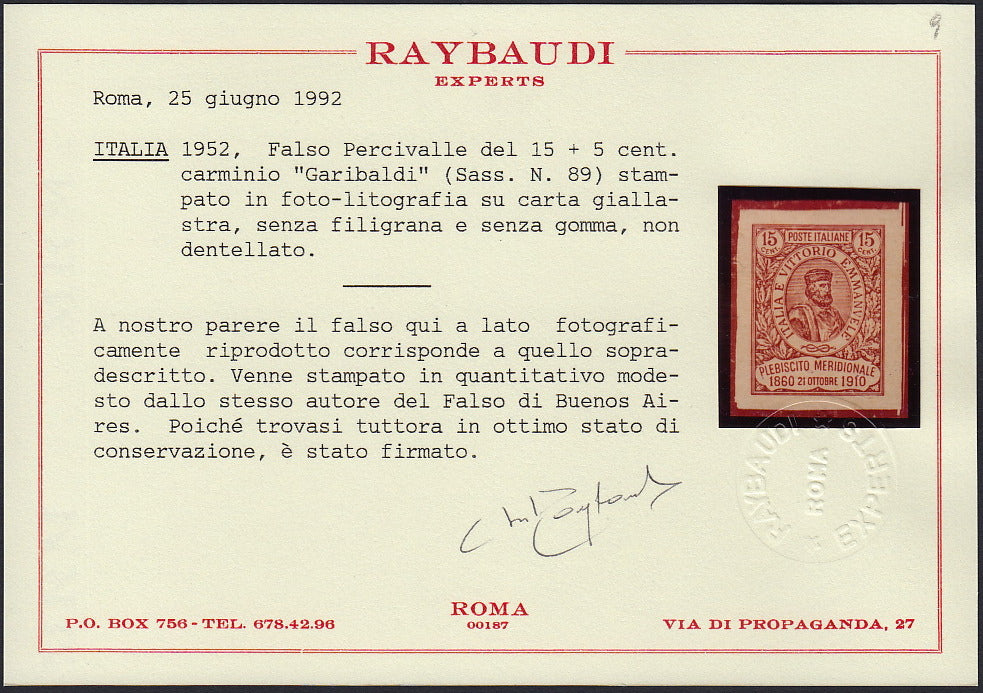 9
RAYBAUDI
EXPERTS
Roma, 25 giugno 1992
ITALIA 1952, Falso Percivalle del 15 + 5 cent.
carminio "Garibaldi" (Sass. N. 89) stam-
pato in foto-litografia su carta gialla-
stra, senza filigrana e senza gomma, non
dentellato.
A nostro parere il falso qui a lato fotografi-
camente riprodotto corrisponde a quello sopra-
descritto. Venne stampato in quantitativo mode-
sto dallo stesso autore del Falso di Buenos Ai-
res. Poiché trovasi tuttora in ottimo stato di
conservazione, è stato firmato.
15 CENT. POSTE ITALIANE 15 CENT.
ITALIA E VITTORIO EMMANUELE
PLEBISCITO MERIDIONALE
1860 21 OTTOBRE 1910
RAYBAUDI EXPERTS
ROMA
ROMA
00187
P.O. BOX 756 - TEL. 678.42.96
VIA DI PROPAGANDA, 27